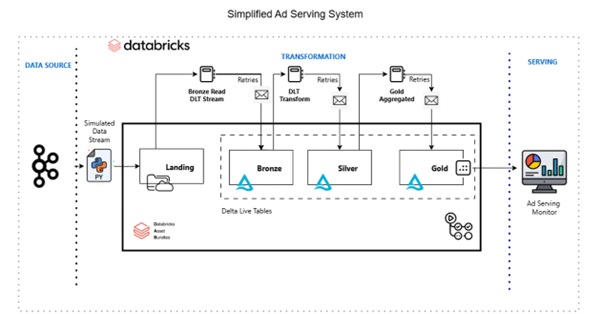 Simplified Ad Serving System
databricks
DATA SOURCE
TRANSFORMATION
SERVING
Retries
Retries
Retries
Bronze Read
DLT Stream
DLT
Transform
Gold
Aggregated
Simulated
Data
Stream
PY
Landing
Bronze
Silver
Gold
Ad Serving
Monitor
Delta Live Tables
Databricks
Asset
Bundles